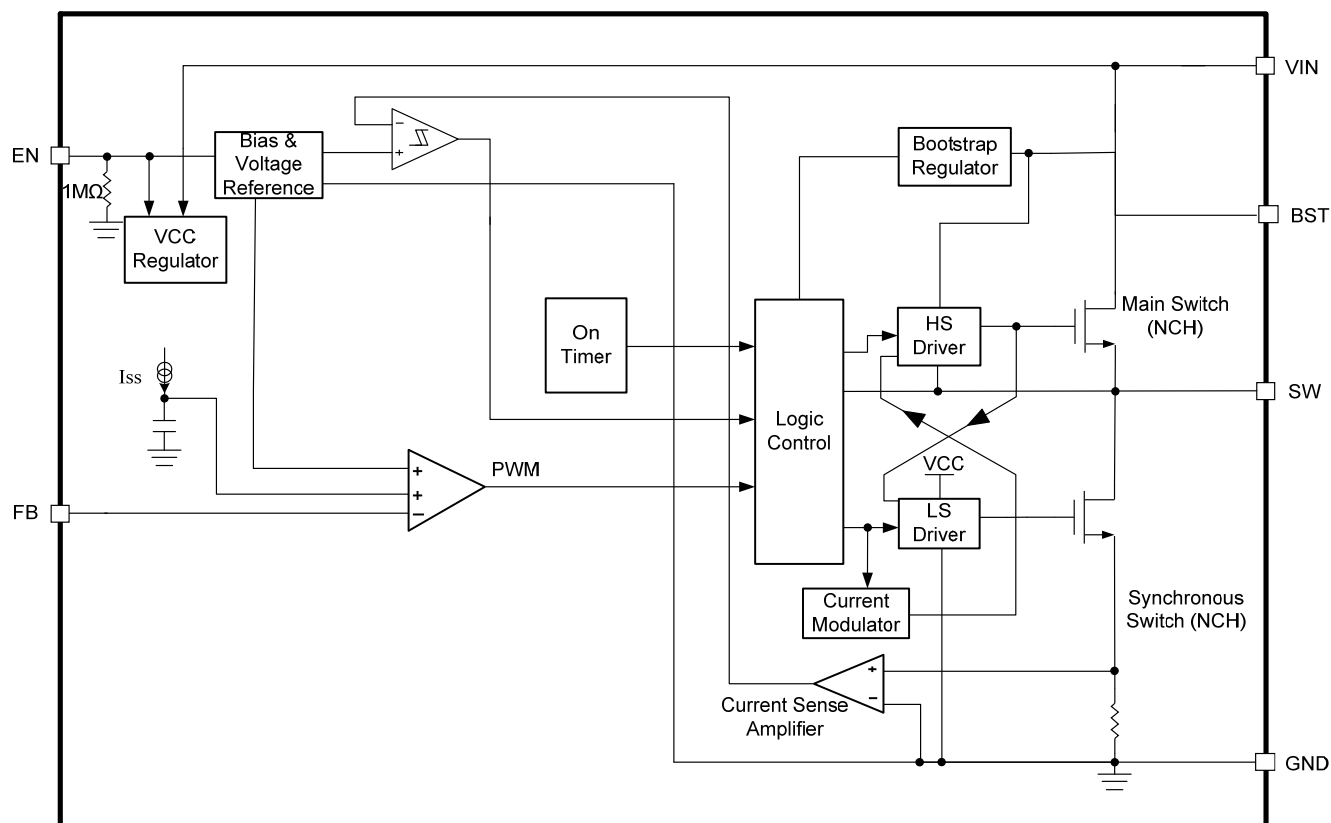 VIN
EN
1MΩ
Bias &
Voltage
Reference
−
+
Bootstrap
Regulator
BST
VCC
Regulator
On
Timer
HS
Driver
Main Switch
(NCH)
Iss
SW
Logic
Control
VCC
PWM
+
+
−
FB
LS
Driver
Current
Modulator
Synchronous
Switch (NCH)
+
−
Current Sense
Amplifier
GND